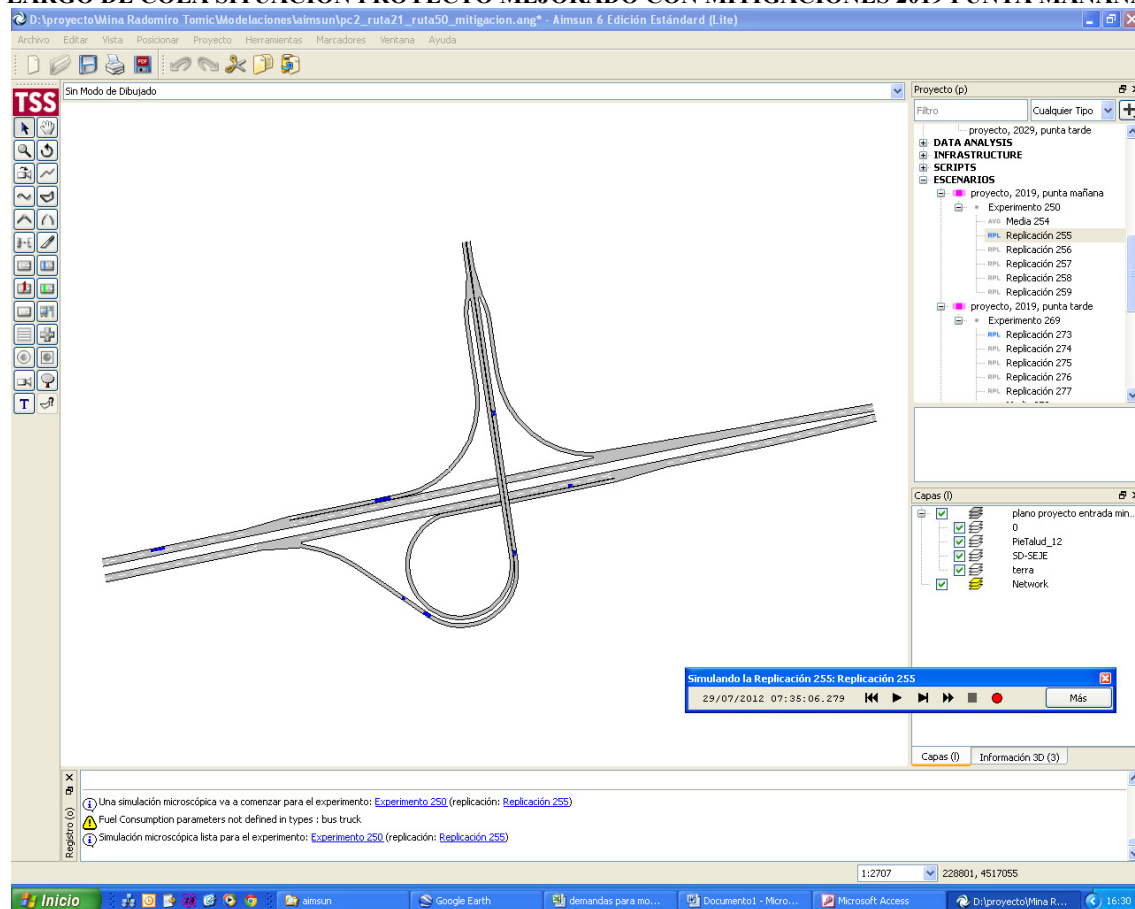 LARGO DE COLA SITUACION PROYECTO MEJORADO CON MITIGACIONES 2019 PUNTA MAÑANA
D:\proyecto\Mina Radomiro Tomic\Modelaciones\aimsun\pc2_ruta21_ruta50_mitigacion.ang* - Aimsun 6 Edición Estándard (Lite)
Archivo Editar Vista Posicionar Proyecto Herramientas Marcadores Ventana Ayuda
TSS
Sin Modo de Dibujado
Proyecto (p)
Filtro Cualquier Tipo
proyecto, 2029, punta tarde
DATA ANALYSIS
INFRASTRUCTURE
SCRIPTS
ESCENARIOS
proyecto, 2019, punta mañana
Experimento 250
AVG Media 254
RPL Replicación 255
RPL Replicación 256
RPL Replicación 257
RPL Replicación 258
RPL Replicación 259
proyecto, 2019, punta tarde
Experimento 269
RPL Replicación 273
RPL Replicación 274
RPL Replicación 275
RPL Replicación 276
RPL Replicación 277
Capas (l)
plano proyecto entrada min...
0
PieTalud_12
SD-SEJE
terra
Network
Simulando la Replicación 255: Replicación 255
29/07/2012 07:35:06.279 Más
Capas (l) Información 3D (3)
Registro (o)
Una simulación microscópica va a comenzar para el experimento: Experimento 250 (replicación: Replicación 255)
Fuel Consumption parameters not defined in types : bus truck
Simulación microscópica lista para el experimento: Experimento 250 (replicación: Replicación 255)
1:2707 228801, 4517055
Inicio aimsun Google Earth demandas para mo... Documento1 - Micro... Microsoft Access D:\proyecto\Mina R... 16:30